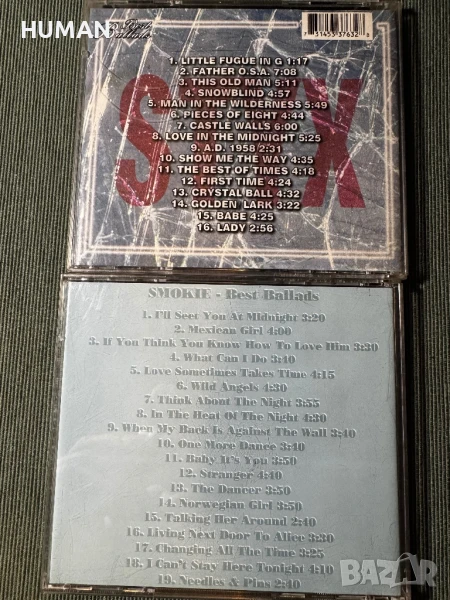 HUMAN
Best
Ballads
7 31453 37632 3
STYX
1. LITTLE FUGUE IN G 1:17
2. FATHER O.S.A. 7:08
3. THIS OLD MAN 5:11
4. SNOWBLIND 4:57
5. MAN IN THE WILDERNESS 5:49
6. PIECES OF EIGHT 4:44
7. CASTLE WALLS 6:00
8. LOVE IN THE MIDNIGHT 5:25
9. A.D. 1958 2:31
10. SHOW ME THE WAY 4:35
11. THE BEST OF TIMES 4:18
12. FIRST TIME 4:24
13. CRYSTAL BALL 4:32
14. GOLDEN LARK 3:22
15. BABE 4:25
16. LADY 2:56
SMOKIE - Best Ballads
1. I'll Seet You At Midnight 3:20
2. Mexican Girl 4:00
3. If You Think You Know How To Love Him 3:30
4. What Can I Do 3:40
5. Love Sometimes Takes Time 4:15
6. Wild Angels 4:30
7. Think About The Night 3:55
8. In The Heat Of The Night 4:30
9. When My Back Is Against The Wall 3:40
10. One More Dance 3:40
11. Baby It's You 3:50
12. Stranger 4:40
13. The Dancer 3:50
14. Norwegian Girl 3:50
15. Talking Her Around 2:40
16. Living Next Door To Alice 3:30
17. Changing All The Time 3:25
18. I Can't Stay Here Tonight 4:10
19. Needles & Pins 2:40
BAZAR
bg